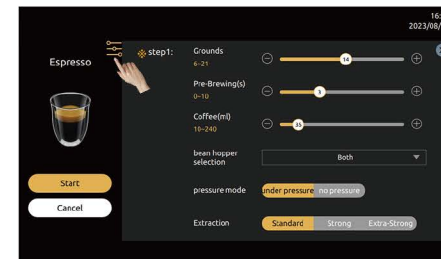 16:
2023/08/
Espresso
step1:
Grounds
6-21
14
Pre-Brewing(s)
0-10
3
Coffee(ml)
10-240
35
bean hopper
selection
Both
pressure mode
under pressure
no pressure
Extraction
Standard
Strong
Extra-Strong
Start
Cancel